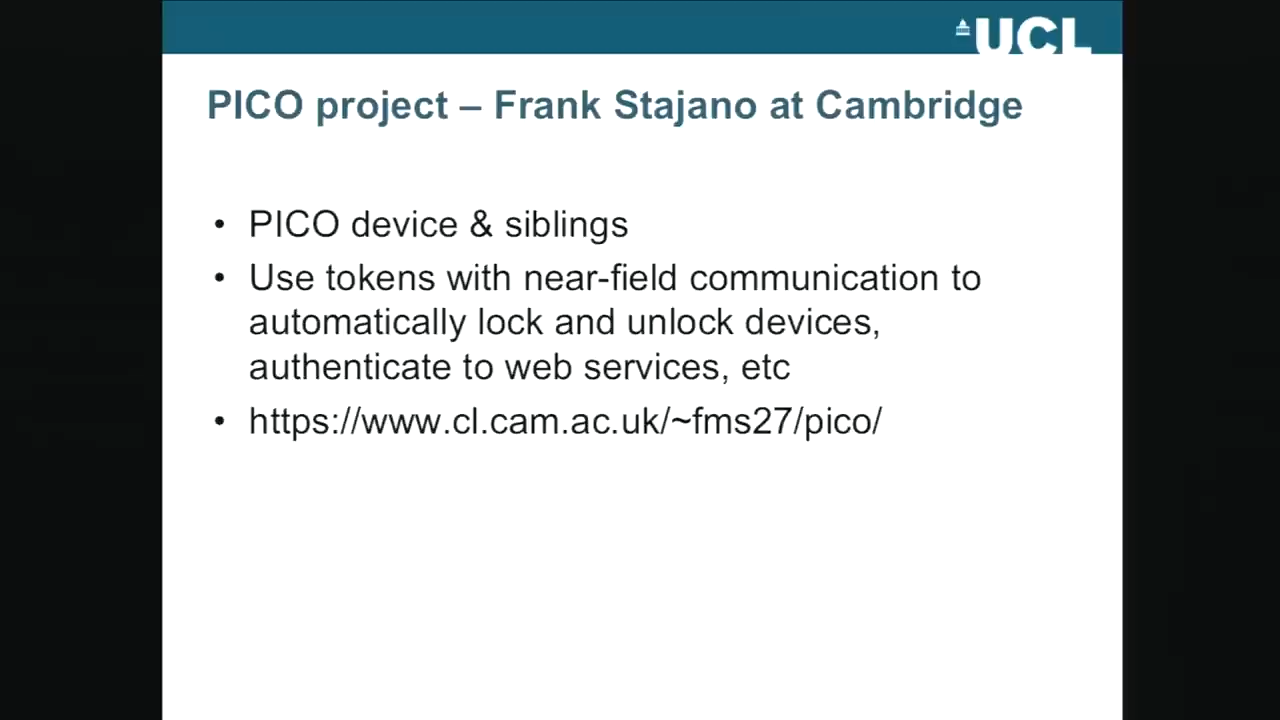 UCL
PICO project – Frank Stajano at Cambridge
• PICO device & siblings
• Use tokens with near-field communication to
automatically lock and unlock devices,
authenticate to web services, etc
• https://www.cl.cam.ac.uk/~fms27/pico/